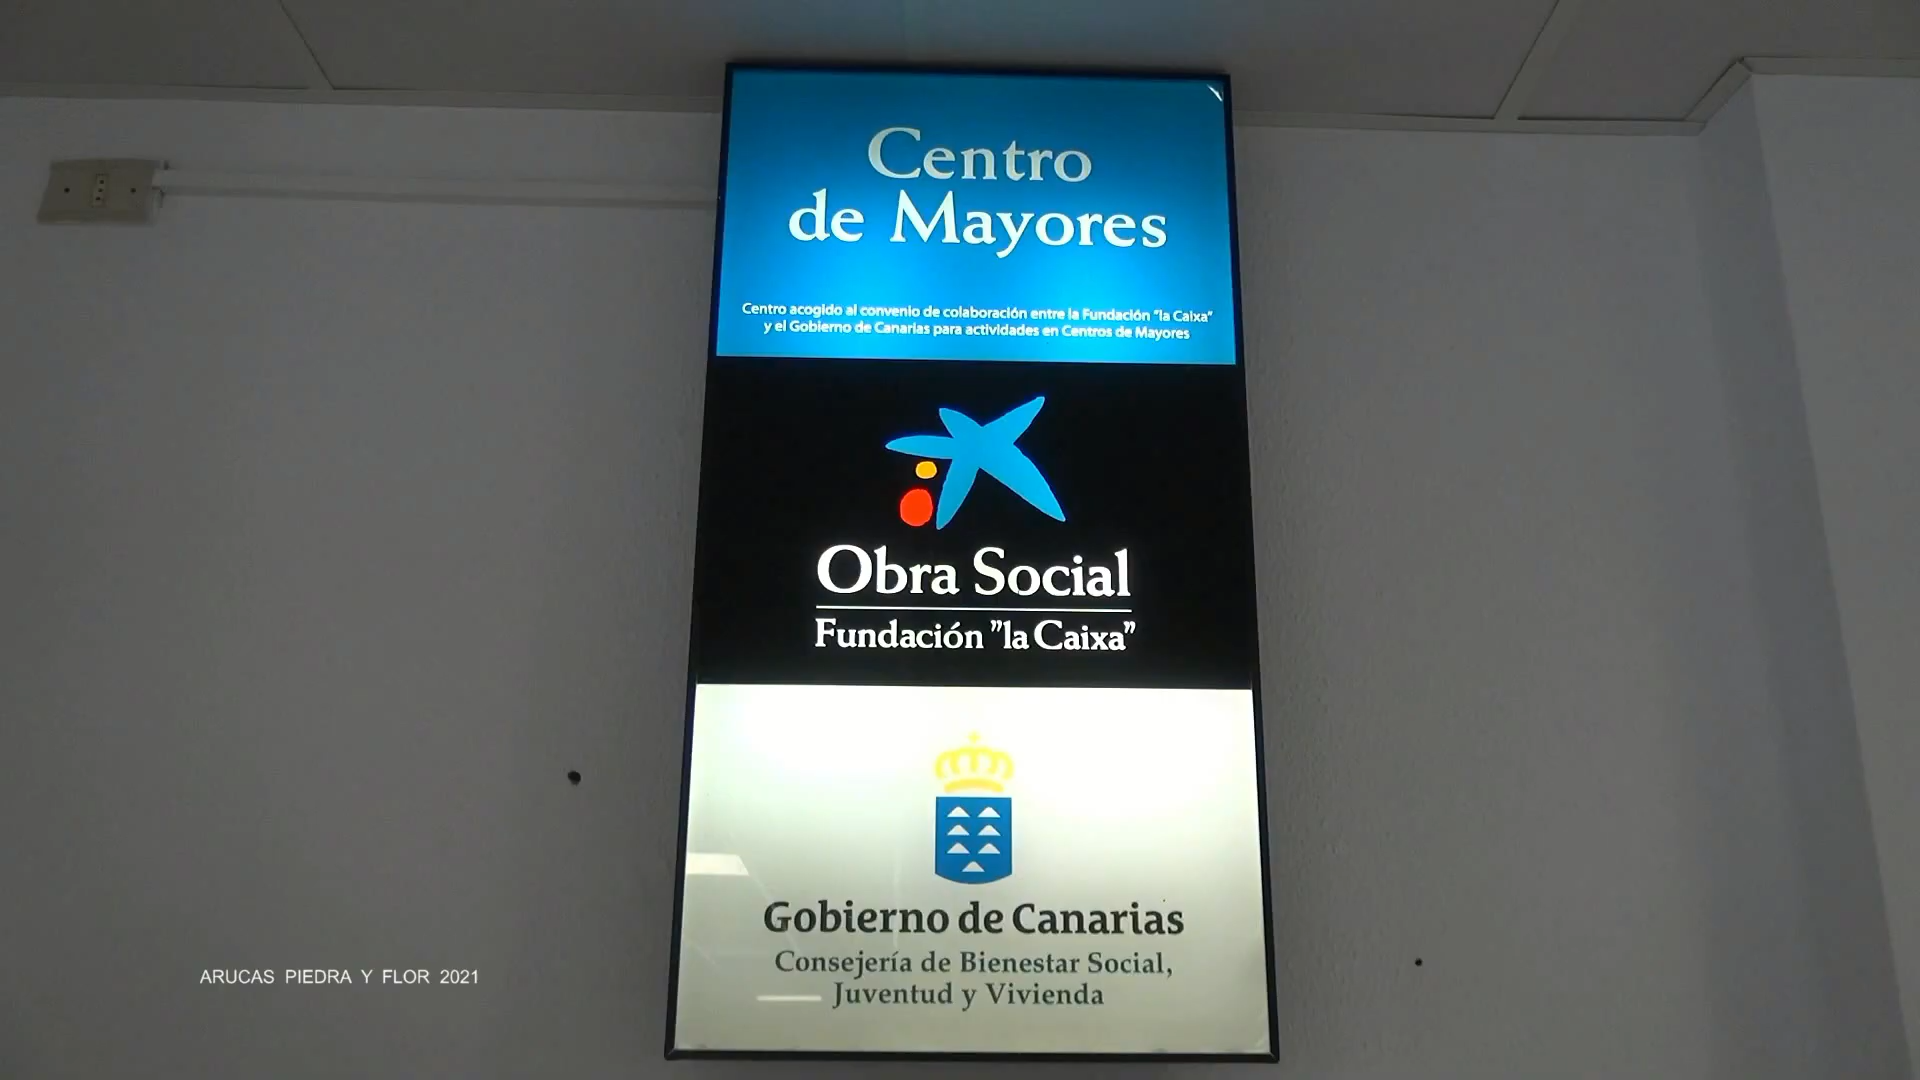 Centro
de Mayores
Centro acogido al convenio de colaboración entre la Fundación "la Caixa"
y el Gobierno de Canarias para actividades en Centros de Mayores
Obra Social
Fundación "la Caixa"
Gobierno de Canarias
Consejería de Bienestar Social,
Juventud y Vivienda
ARUCAS PIEDRA Y FLOR 2021